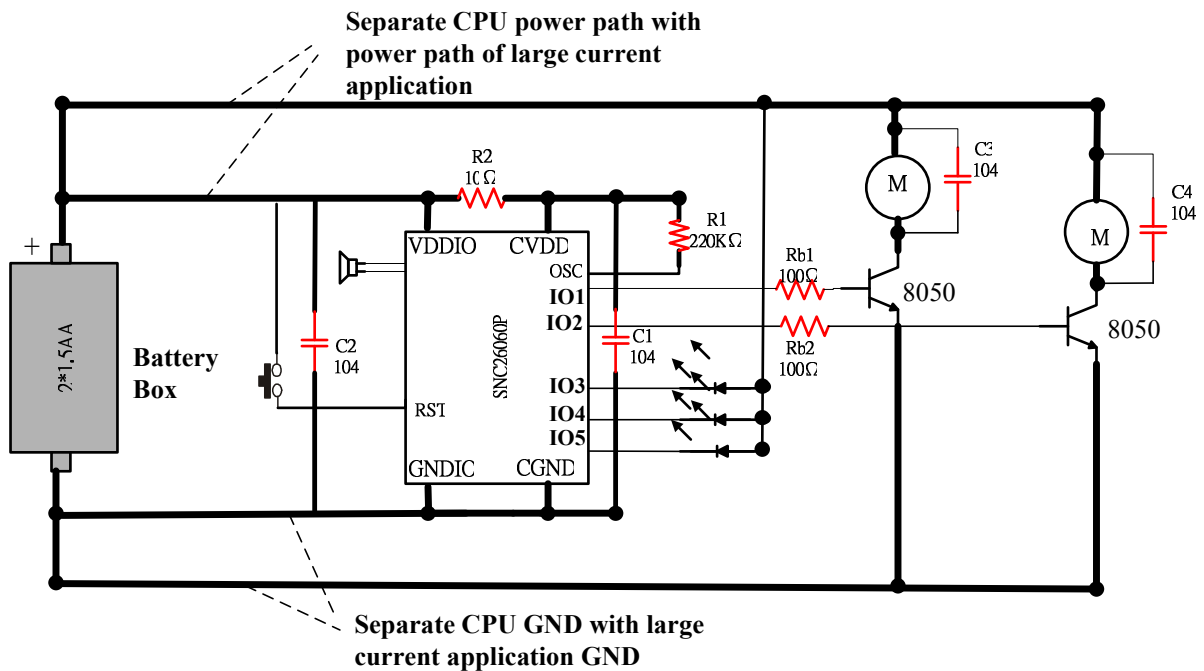 Separate CPU power path with
power path of large current
application
R2
10Ω
R1
220KΩ
C3
104
M
C4
104
M
VDDIO
CVDD
OSC
IO1
IO2
IO3
IO4
IO5
RST
GNDIO
CGND
SNC26060P
Rb1
100Ω
Rb2
100Ω
8050
8050
+
2*1,5AA
Battery
Box
C2
104
C1
104
Separate CPU GND with large
current application GND